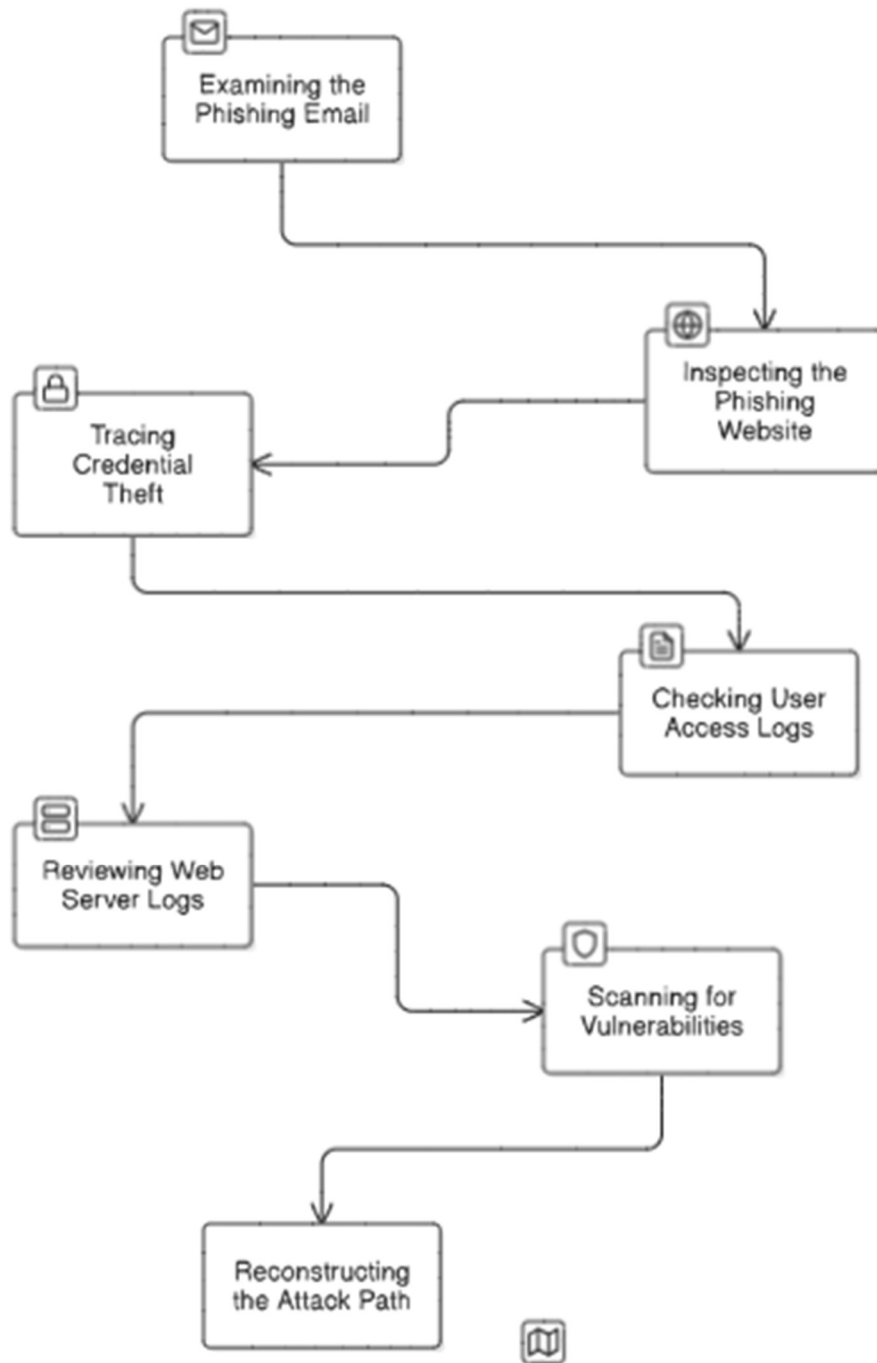 Examining the
Phishing Email
Inspecting the
Phishing
Website
Tracing
Credential
Theft
Checking User
Access Logs
Reviewing Web
Server Logs
Scanning for
Vulnerabilities
Reconstructing
the Attack Path